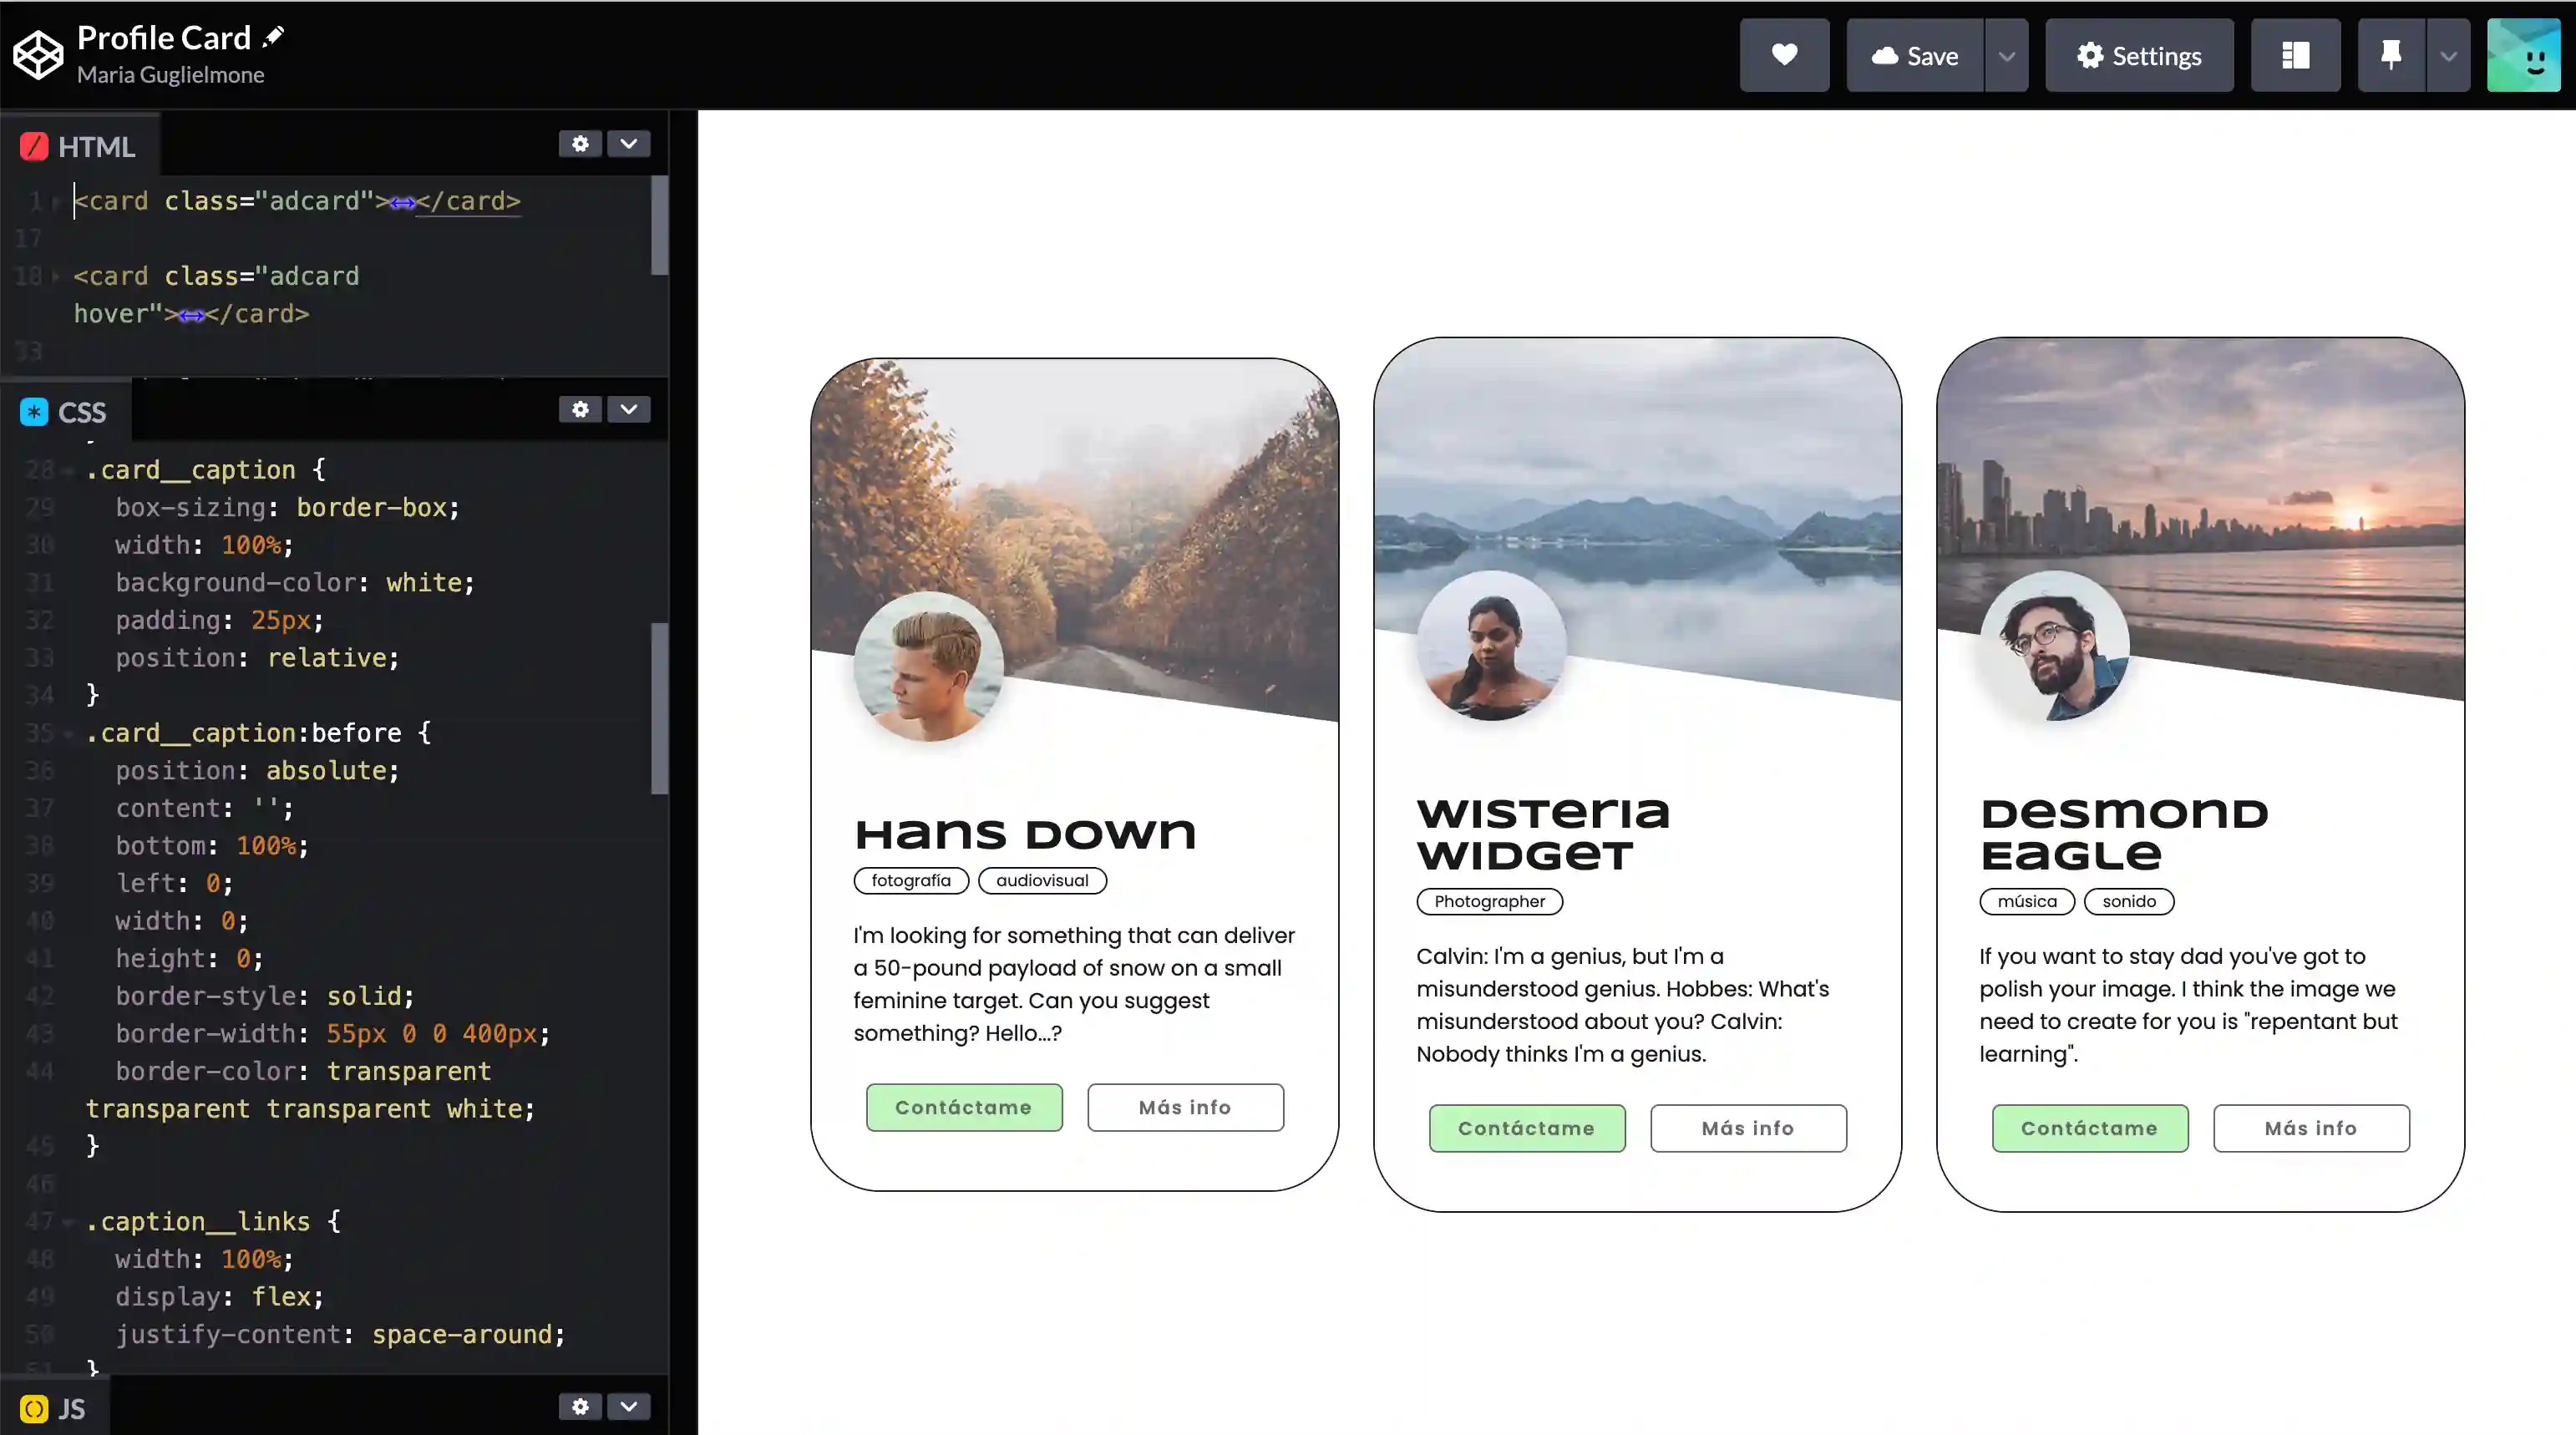 Profile Card
Maria Guglielmone
Save
Settings
HTML
1 <card class="adcard">↔</card>
17
18 <card class="adcard
hover">↔</card>
33
CSS
28 .card__caption {
29 box-sizing: border-box;
30 width: 100%;
31 background-color: white;
32 padding: 25px;
33 position: relative;
34 }
35 .card__caption:before {
36 position: absolute;
37 content: '';
38 bottom: 100%;
39 left: 0;
40 width: 0;
41 height: 0;
42 border-style: solid;
43 border-width: 55px 0 0 400px;
44 border-color: transparent
transparent transparent white;
45 }
46
47 .caption__links {
48 width: 100%;
49 display: flex;
50 justify-content: space-around;
51 }
JS
Hans Down
fotografía
audiovisual
I'm looking for something that can deliver
a 50-pound payload of snow on a small
feminine target. Can you suggest
something? Hello...?
Contáctame
Más info
Wisteria
Widget
Photographer
Calvin: I'm a genius, but I'm a
misunderstood genius. Hobbes: What's
misunderstood about you? Calvin:
Nobody thinks I'm a genius.
Contáctame
Más info
Desmond
Eagle
música
sonido
If you want to stay dad you've got to
polish your image. I think the image we
need to create for you is "repentant but
learning".
Contáctame
Más info